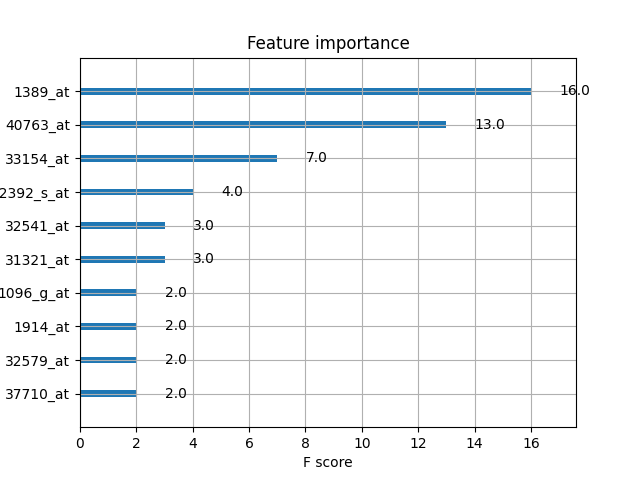 Feature importance
1389_at 16.0
40763_at 13.0
33154_at 7.0
2392_s_at 4.0
32541_at 3.0
31321_at 3.0
1096_g_at 2.0
1914_at 2.0
32579_at 2.0
37710_at 2.0
0 2 4 6 8 10 12 14 16
F score